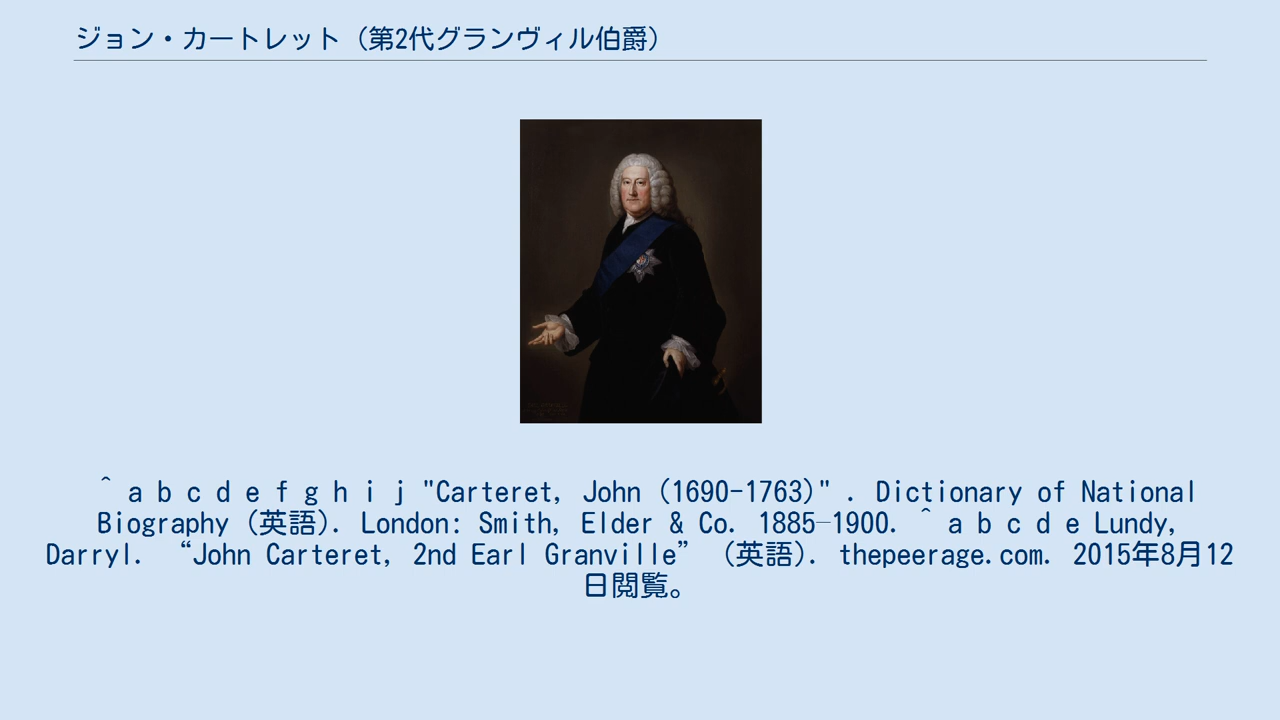 ジョン・カートレット（第2代グランヴィル伯爵）
^ a b c d e f g h i j "Carteret, John (1690-1763)" . Dictionary of National
Biography (英語). London: Smith, Elder & Co. 1885–1900. ^ a b c d e Lundy,
Darryl. “John Carteret, 2nd Earl Granville” (英語). thepeerage.com. 2015年8月12
日閲覧。